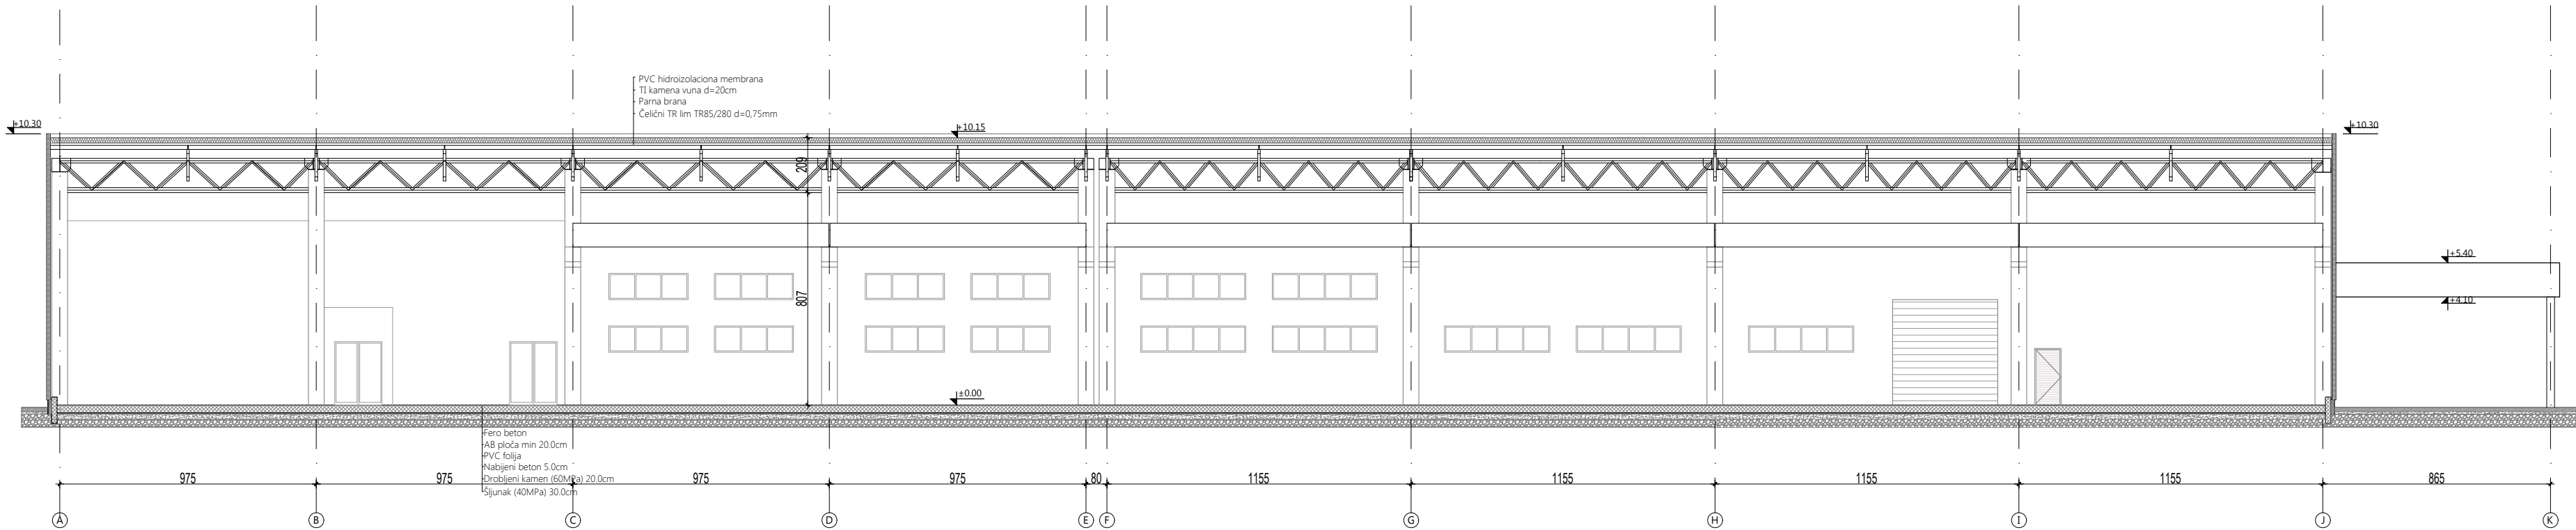 PVC hidroizolaciona membrana
TI kamena vuna d=20cm
Parna brana
Čelični TR lim TR85/280 d=0,75mm
+10.30
+10.15
+10.30
209
+5.40
+4.10
807
±0.00
Fero beton
AB ploča min 20.0cm
PVC folija
Nabijeni beton 5.0cm
Drobljeni kamen (60MPa) 20.0cm
Šljunak (40MPa) 30.0cm
975
975
975
975
80
1155
1155
1155
1155
865
A
B
C
D
E
F
G
H
I
J
K